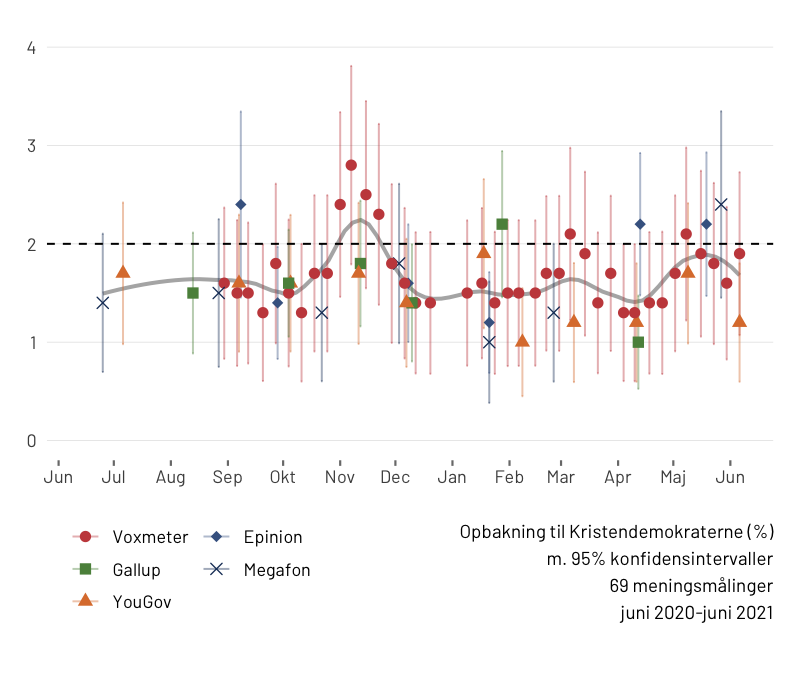 4
3
2
1
0
Jun Jul Aug Sep Okt Nov Dec Jan Feb Mar Apr Maj Jun
Voxmeter Epinion
Gallup Megafon
YouGov
Opbakning til Kristendemokraterne (%)
m. 95% konfidensintervaller
69 meningsmålinger
juni 2020-juni 2021